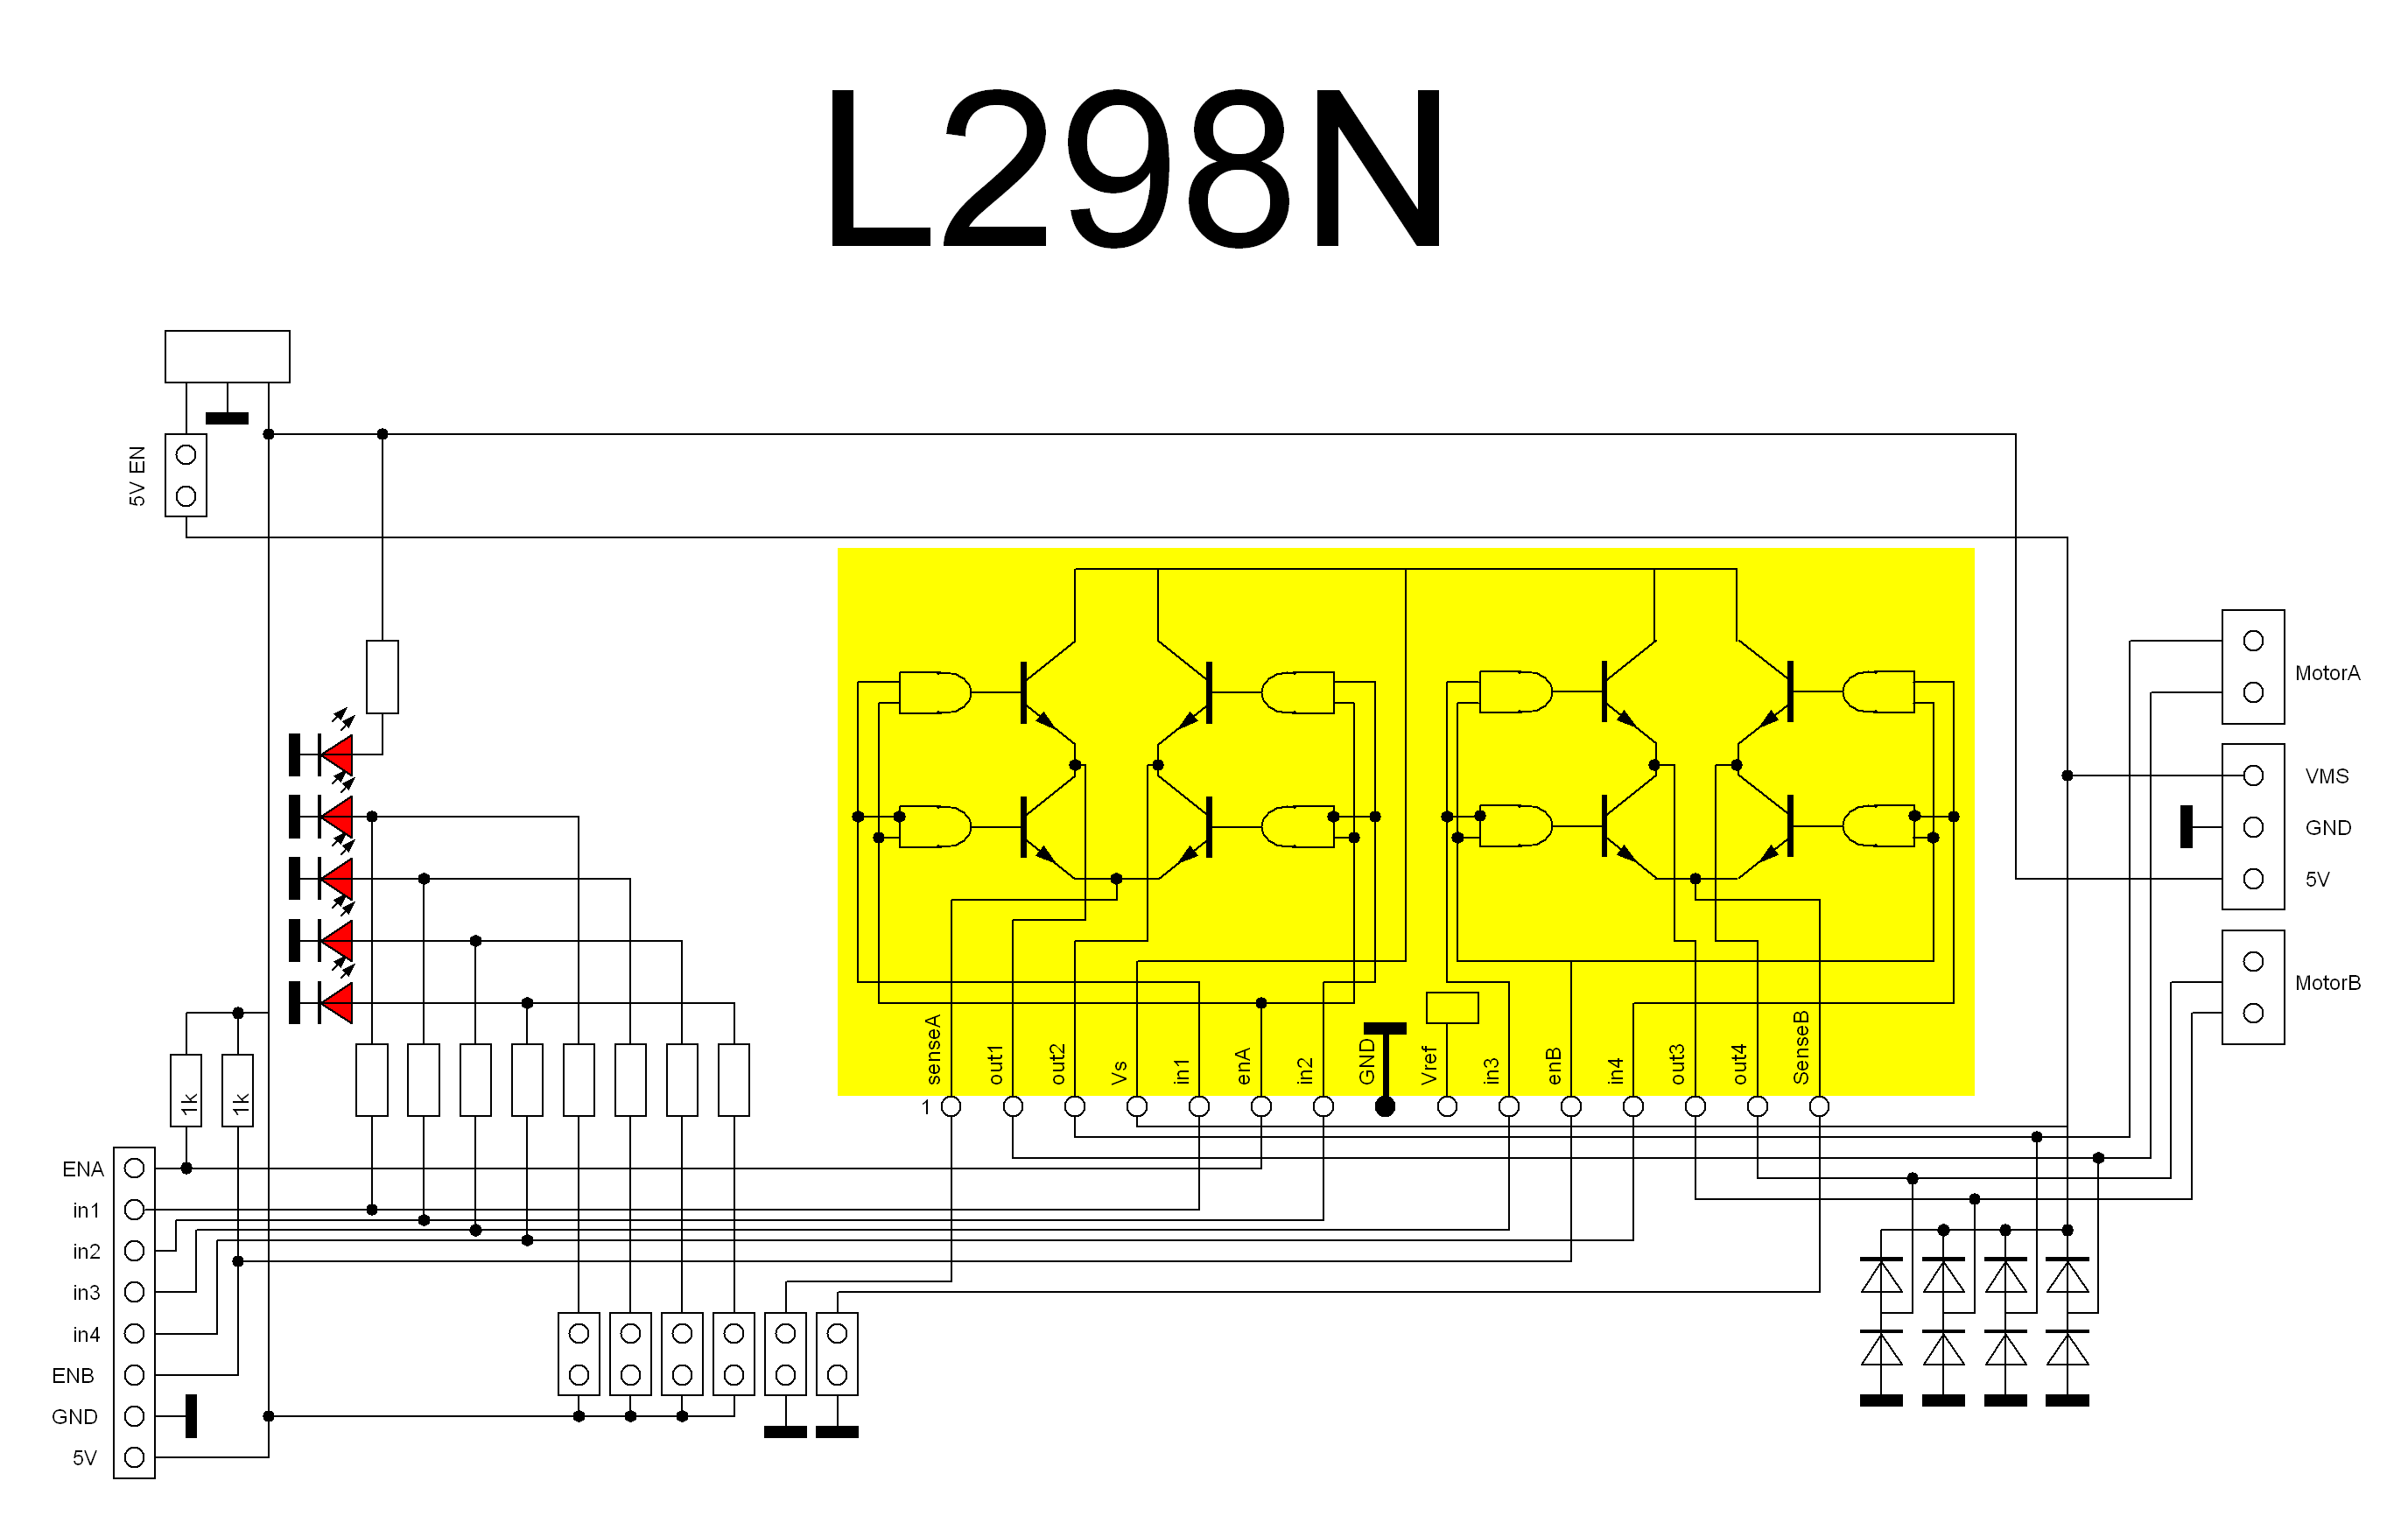 L298N
5V EN
MotorA
VMS
GND
5V
MotorB
senseA
out1
out2
Vs
in1
enA
in2
GND
Vref
in3
enB
in4
out3
out4
SenseB
1
1k
1k
ENA
in1
in2
in3
in4
ENB
GND
5V